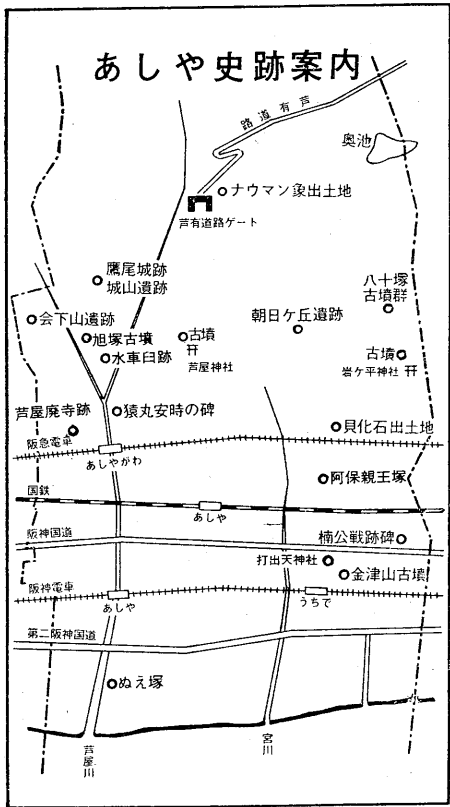 あしや史跡案内
芦有道路
奥池
ナウマン象出土地
芦有道路ゲート
鷹尾城跡
城山遺跡
八十塚
古墳群
会下山遺跡
旭塚古墳
水車臼跡
古墳
芦屋神社
朝日ケ丘遺跡
古墳
岩ケ平神社
芦屋廃寺跡
猿丸安時の碑
貝化石出土地
阪急電車
あしやがわ
阿保親王塚
国鉄
あしや
楠公戦跡碑
阪神国道
打出天神社
金津山古墳
阪神電車
あしや
うちで
第二阪神国道
ぬえ塚
芦屋川
宮川